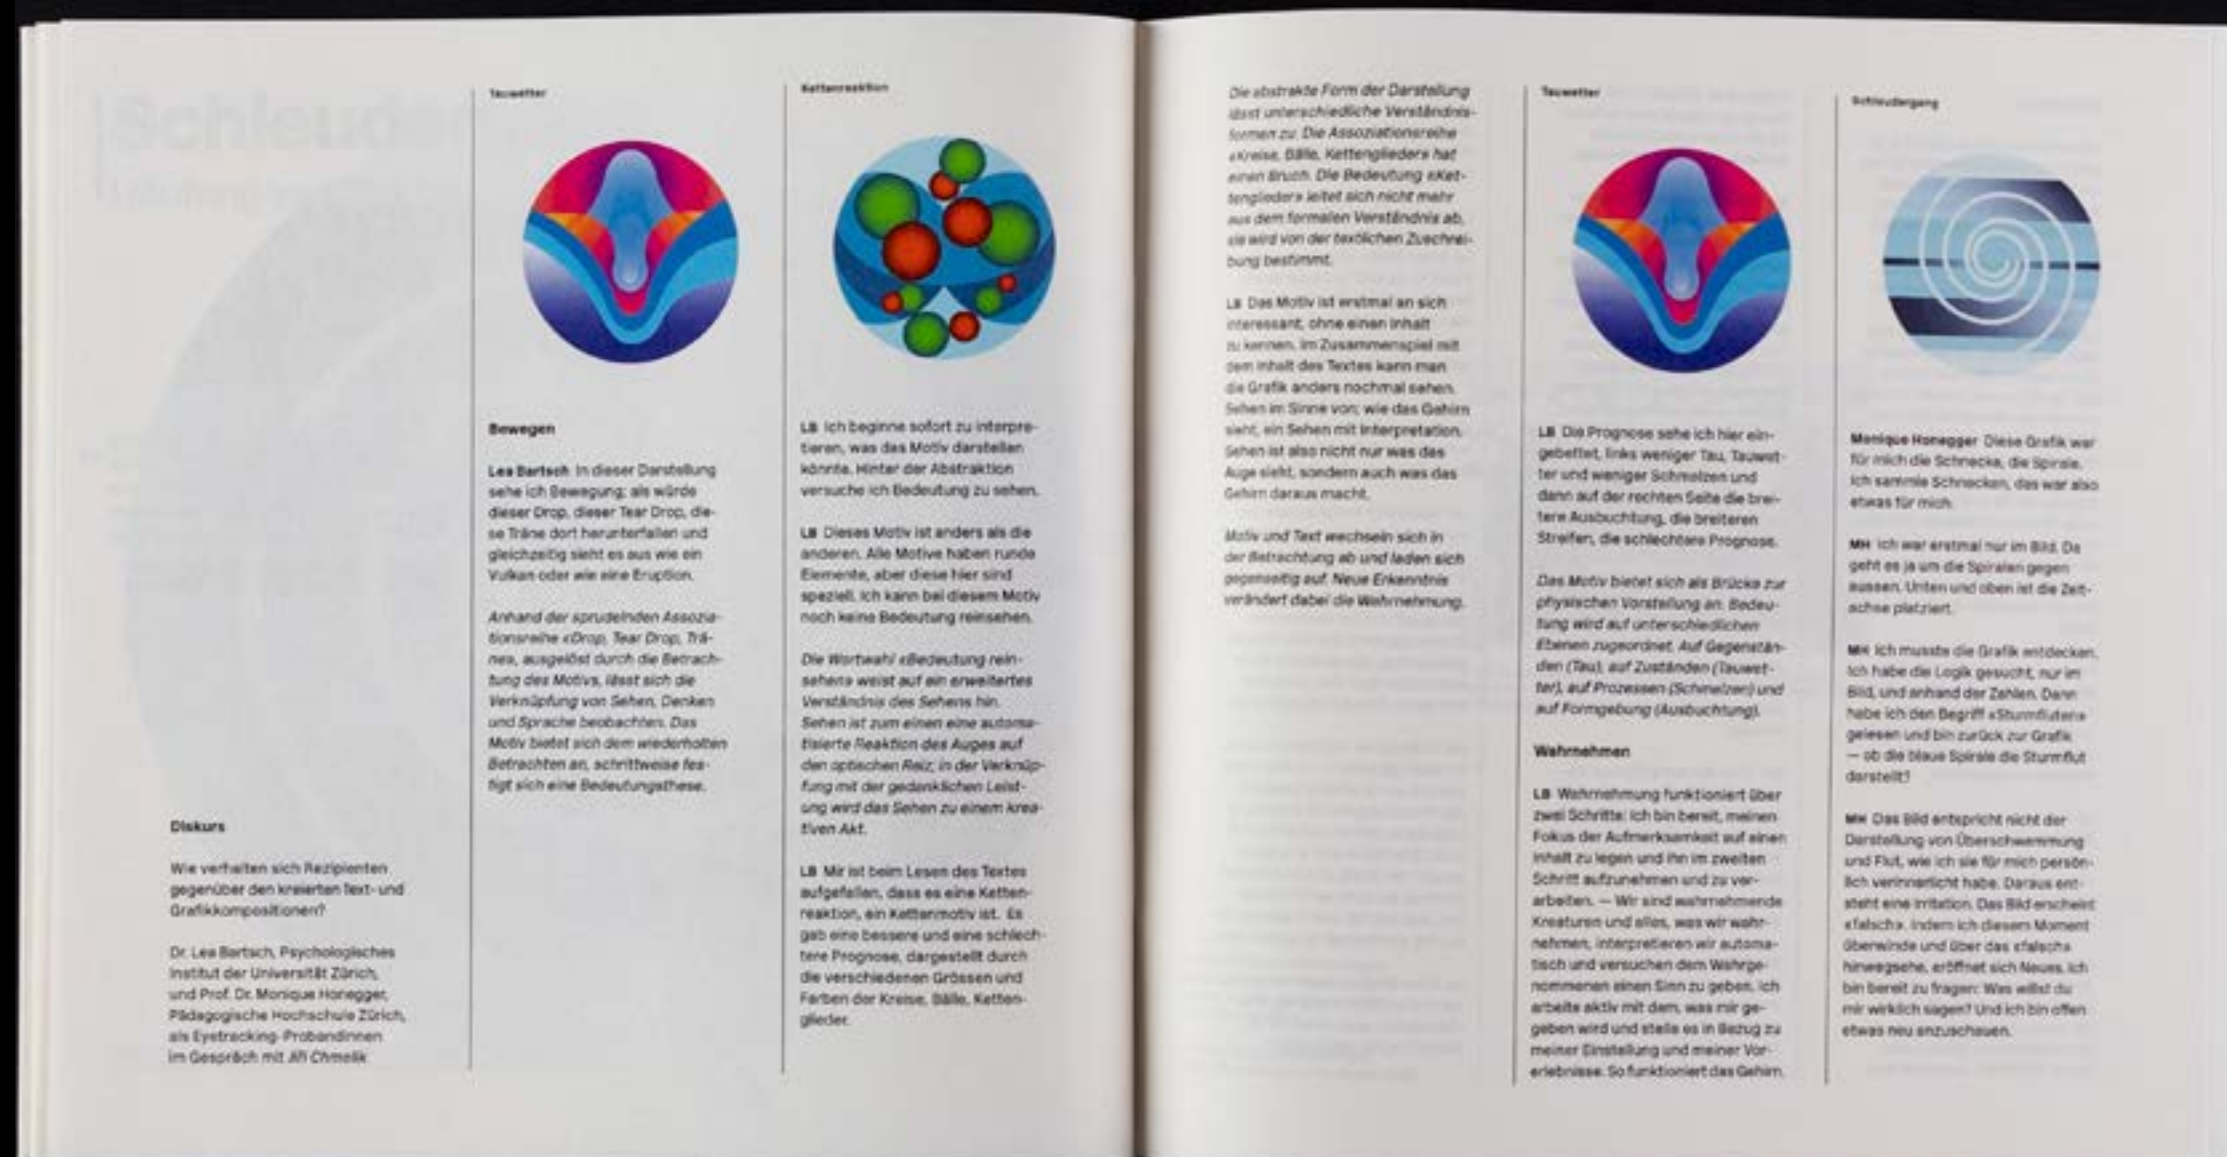 Schleuder
Diskurs
Wie verhalten sich Rezipienten
gegenüber den kreierten Text- und
Grafikkompositionen?
Dr. Lea Bartsch, Psychologisches
Institut der Universität Zürich,
und Prof. Dr. Monique Honegger,
Pädagogische Hochschule Zürich,
als Eyetracking-Probandinnen
im Gespräch mit Jiří Chmelik
Tauwetter
Bewegen
Lea Bartsch In dieser Darstellung
sehe ich Bewegung; als würde
dieser Drop, dieser Tear Drop, die-
se Träne dort herunterfallen und
gleichzeitig sieht es aus wie ein
Vulkan oder wie eine Eruption.
Anhand der sprudelnden Assozia-
tionsreihe «Drop, Tear Drop, Trä-
ne», ausgelöst durch die Betrach-
tung des Motivs, lässt sich die
Verknüpfung von Sehen, Denken
und Sprache beobachten. Das
Motiv bietet sich dem wiederholten
Betrachten an, schrittweise fes-
tigt sich eine Bedeutungsthese.
Kettenreaktion
LB Ich beginne sofort zu interpre-
tieren, was das Motiv darstellen
könnte. Hinter der Abstraktion
versuche ich Bedeutung zu sehen.
LB Dieses Motiv ist anders als die
anderen. Alle Motive haben runde
Elemente, aber diese hier sind
speziell. Ich kann bei diesem Motiv
noch keine Bedeutung reinsehen.
Die Wortwahl «Bedeutung rein-
sehen» weist auf ein erweitertes
Verständnis des Sehens hin.
Sehen ist zum einen eine automa-
tisierte Reaktion des Auges auf
den optischen Reiz; in der Verknüp-
fung mit der gedanklichen Leist-
ung wird das Sehen zu einem krea-
tiven Akt.
LB Mir ist beim Lesen des Textes
aufgefallen, dass es eine Ketten-
reaktion, ein Kettenmotiv ist. Es
gab eine bessere und eine schlech-
tere Prognose, dargestellt durch
die verschiedenen Grössen und
Farben der Kreise, Bälle, Ketten-
glieder.
Die abstrakte Form der Darstellung
lässt unterschiedliche Verständnis-
formen zu. Die Assoziationsreihe
«Kreise, Bälle, Kettenglieder» hat
einen Bruch. Die Bedeutung «Ket-
tenglieder» leitet sich nicht mehr
aus dem formalen Verständnis ab,
sie wird von der textlichen Zuschrei-
bung bestimmt.
LB Das Motiv ist erstmal an sich
interessant, ohne einen Inhalt
zu kennen. Im Zusammenspiel mit
dem Inhalt des Textes kann man
die Grafik anders nochmal sehen.
Sehen im Sinne von; wie das Gehirn
sieht, ein Sehen mit Interpretation.
Sehen ist also nicht nur was das
Auge sieht, sondern auch was das
Gehirn daraus macht.
Motiv und Text wechseln sich in
der Betrachtung ab und laden sich
gegenseitig auf. Neue Erkenntnis
verändert dabei die Wahrnehmung.
Tauwetter
LB Die Prognose sehe ich hier ein-
gebettet, links weniger Tau, Tauwet-
ter und weniger Schmelzen und
dann auf der rechten Seite die brei-
tere Ausbuchtung, die breiteren
Streifen, die schlechtere Prognose.
Das Motiv bietet sich als Brücke zur
physischen Vorstellung an. Bedeu-
tung wird auf unterschiedlichen
Ebenen zugeordnet. Auf Gegenstän-
den (Tau), auf Zuständen (Tauwet-
ter), auf Prozessen (Schmelzen) und
auf Formgebung (Ausbuchtung).
Wahrnehmen
LB Wahrnehmung funktioniert über
zwei Schritte: Ich bin bereit, meinen
Fokus der Aufmerksamkeit auf einen
Inhalt zu legen und ihn im zweiten
Schritt aufzunehmen und zu ver-
arbeiten. — Wir sind wahrnehmende
Kreaturen und alles, was wir wahr-
nehmen, interpretieren wir automa-
tisch und versuchen dem Wahrge-
nommenen einen Sinn zu geben. Ich
arbeite aktiv mit dem, was mir ge-
geben wird und stelle es in Bezug zu
meiner Einstellung und meiner Vor-
erlebnisse. So funktioniert das Gehirn.
Schleudergang
Monique Honegger Diese Grafik war
für mich die Schnecke, die Spirale.
Ich sammle Schnecken, das war also
etwas für mich.
MH Ich war erstmal nur im Bild. Da
geht es ja um die Spiralen gegen
aussen. Unten und oben ist die Zeit-
achse platziert.
MH Ich musste die Grafik entdecken.
Ich habe die Logik gesucht, nur im
Bild, und anhand der Zahlen. Dann
habe ich den Begriff «Sturmfluten»
gelesen und bin zurück zur Grafik
— ob die blaue Spirale die Sturmflut
darstellt?
MH Das Bild entspricht nicht der
Darstellung von Überschwemmung
und Flut, wie ich sie für mich persön-
lich verinnerlicht habe. Daraus ent-
steht eine Irritation. Das Bild erscheint
«falsch». Indem ich diesem Moment
überwinde und über das «falsch»
hinwegsehe, eröffnet sich Neues. Ich
bin bereit zu fragen: Was willst du
mir wirklich sagen? Und ich bin offen
etwas neu anzuschauen.